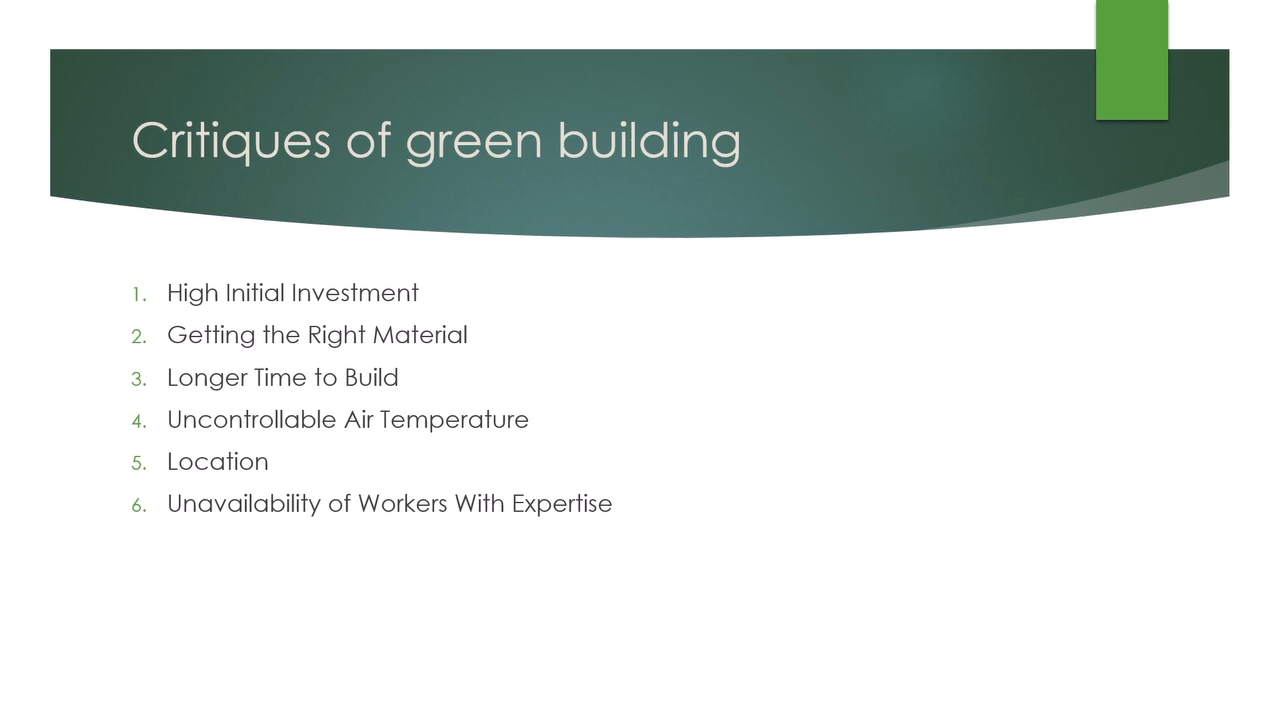 Critiques of green building
1. High Initial Investment
2. Getting the Right Material
3. Longer Time to Build
4. Uncontrollable Air Temperature
5. Location
6. Unavailability of Workers With Expertise